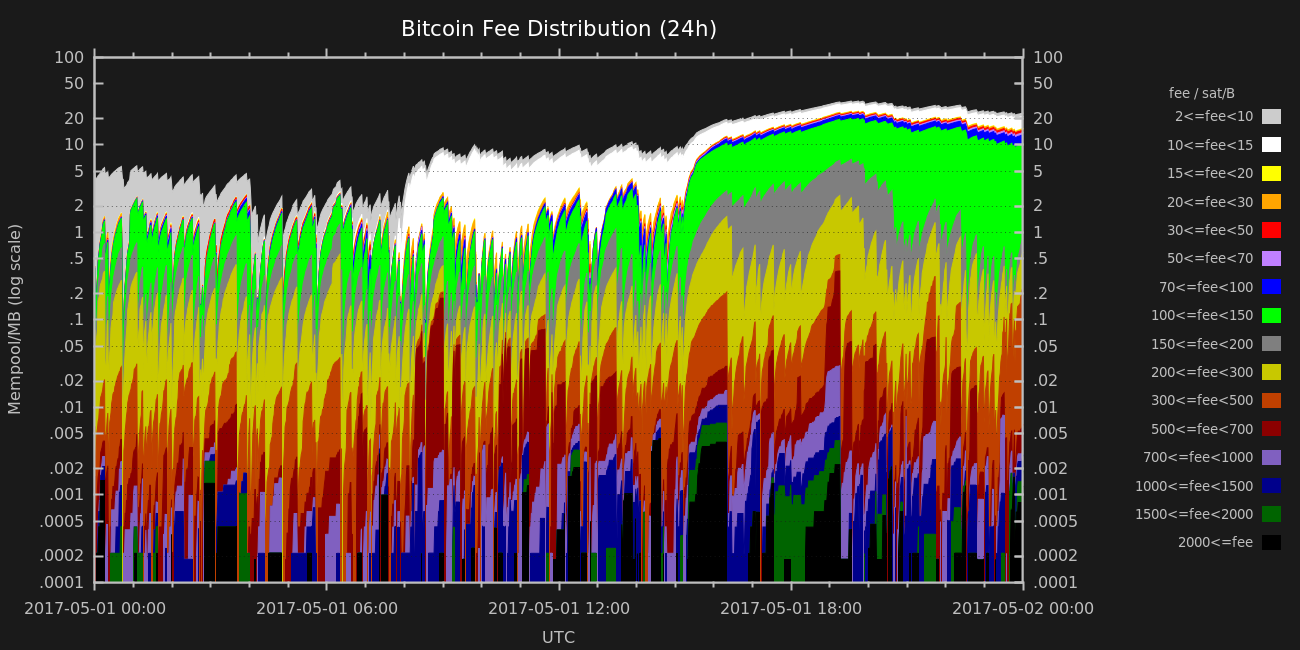 Bitcoin Fee Distribution (24h)
100
50
20
10
5
2
1
.5
.2
.1
.05
.02
.01
.005
.002
.001
.0005
.0002
.0001
Mempool/MB (log scale)
100
50
20
10
5
2
1
.5
.2
.1
.05
.02
.01
.005
.002
.001
.0005
.0002
.0001
2017-05-01 00:00
2017-05-01 06:00
2017-05-01 12:00
2017-05-01 18:00
2017-05-02 00:00
UTC
fee / sat/B
2<=fee<10
10<=fee<15
15<=fee<20
20<=fee<30
30<=fee<50
50<=fee<70
70<=fee<100
100<=fee<150
150<=fee<200
200<=fee<300
300<=fee<500
500<=fee<700
700<=fee<1000
1000<=fee<1500
1500<=fee<2000
2000<=fee